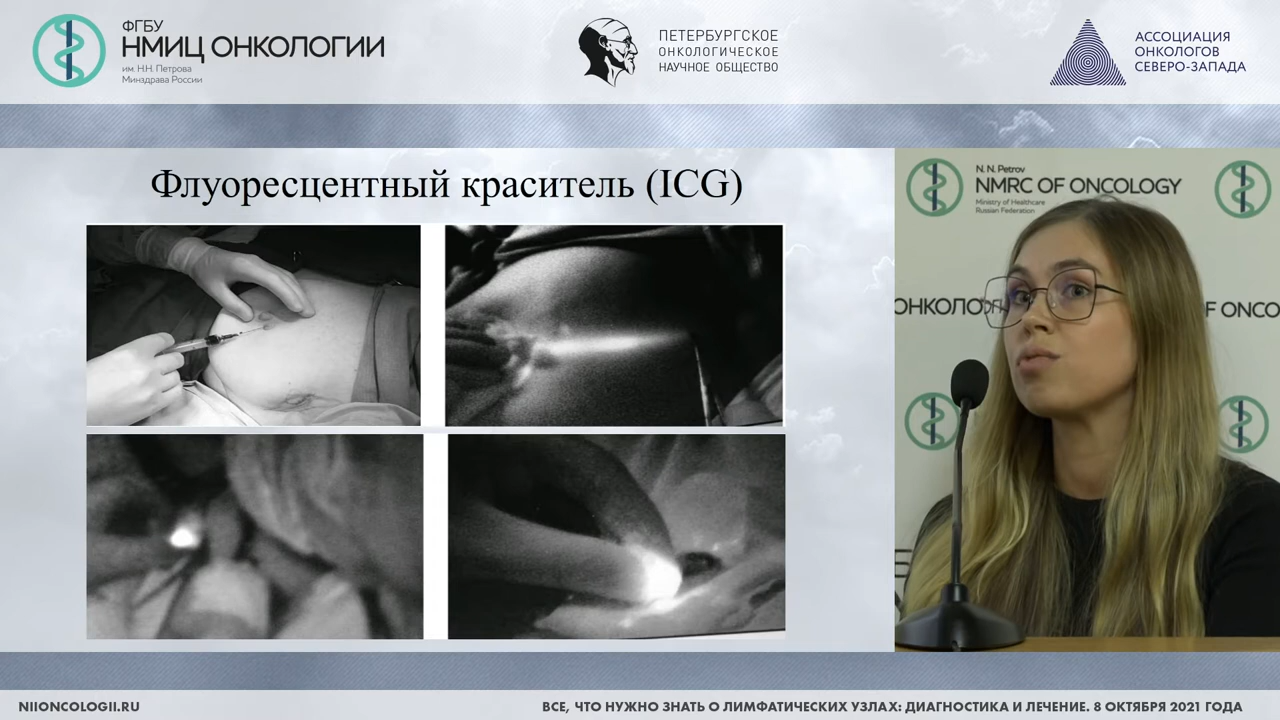 ФГБУ
НМИЦ ОНКОЛОГИИ
им. Н.Н. Петрова
Минздрава России
ПЕТЕРБУРГСКОЕ
ОНКОЛОГИЧЕСКОЕ
НАУЧНОЕ ОБЩЕСТВО
АССОЦИАЦИЯ
ОНКОЛОГОВ
СЕВЕРО-ЗАПАДА
Флуоресцентный краситель (ICG)
N. N. Petrov
NMRC OF ONCOLOGY
Ministry of Healthcare
Russian Federation
ОНКОЛО
F ONCO
NIIONCOLOGII.RU
ВСЕ, ЧТО НУЖНО ЗНАТЬ О ЛИМФАТИЧЕСКИХ УЗЛАХ: ДИАГНОСТИКА И ЛЕЧЕНИЕ. 8 ОКТЯБРЯ 2021 ГОДА